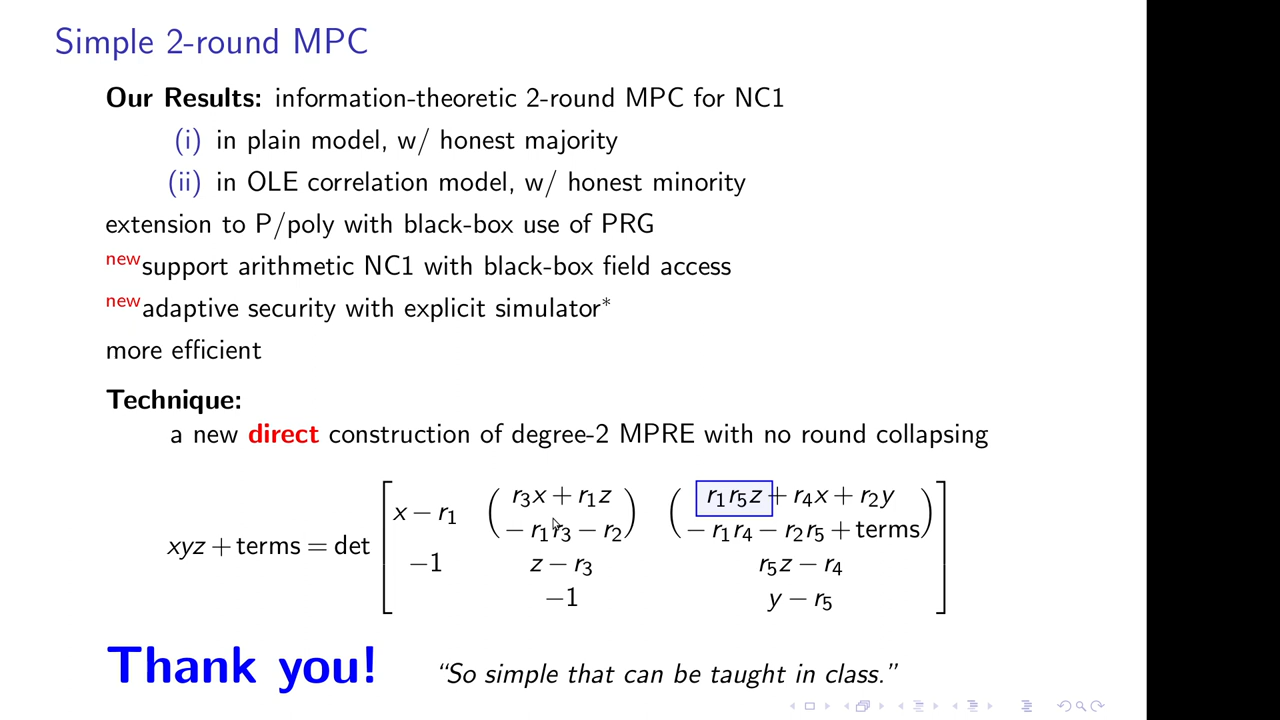 Simple 2-round MPC
Our Results: information-theoretic 2-round MPC for NC1
(i) in plain model, w/ honest majority
(ii) in OLE correlation model, w/ honest minority
extension to P/poly with black-box use of PRG
new support arithmetic NC1 with black-box field access
new adaptive security with explicit simulator*
more efficient
Technique:
a new direct construction of degree-2 MPRE with no round collapsing
xyz + terms = det
x − r₁ ( r₃x + r₁z − r₁r₃ − r₂ ) ( r₁r₅z + r₄x + r₂y − r₁r₄ − r₂r₅ + terms )
−1 z − r₃ r₅z − r₄
−1 y − r₅
Thank you! “So simple that can be taught in class.”